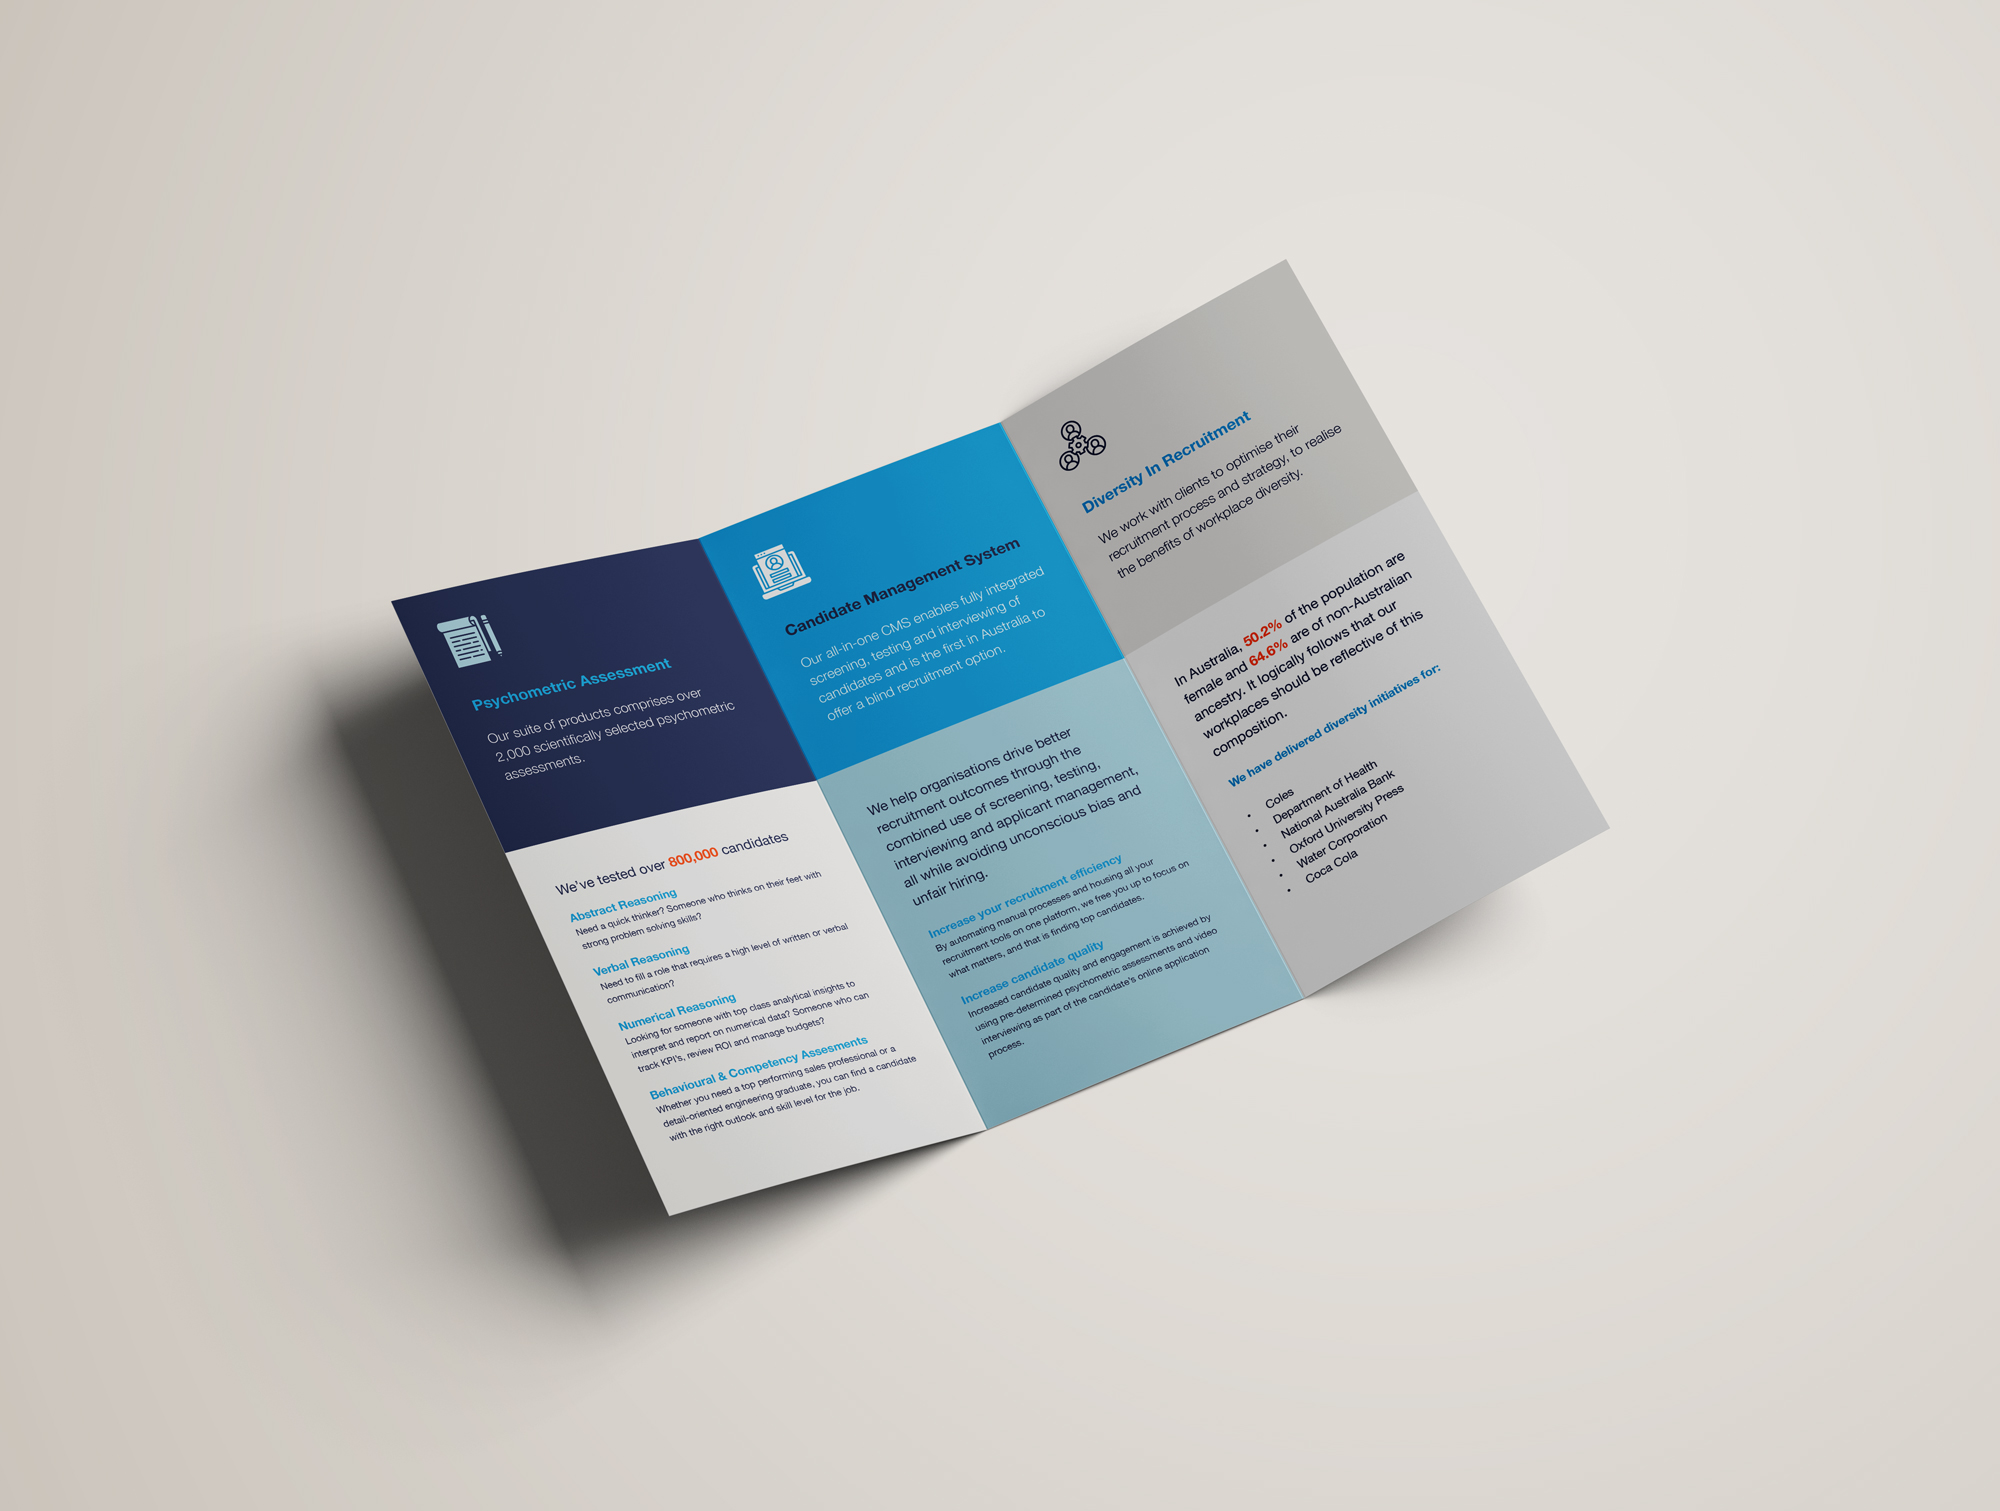 Psychometric Assessment
Our suite of products comprises over
2,000 scientifically selected psychometric
assessments.
We've tested over 800,000 candidates
Abstract Reasoning
Need a quick thinker? Someone who thinks on their feet with
strong problem solving skills?
Verbal Reasoning
Need to fill a role that requires a high level of written or verbal
communication?
Numerical Reasoning
Looking for someone with top class analytical insights to
interpret and report on numerical data? Someone who can
track KPI's, review ROI and manage budgets?
Behavioural & Competency Assesments
Whether you need a top performing sales professional or a
detail-oriented engineering graduate, you can find a candidate
with the right outlook and skill level for the job.
Candidate Management System
Our all-in-one CMS enables fully integrated
screening, testing and interviewing of
candidates and is the first in Australia to
offer a blind recruitment option.
We help organisations drive better
recruitment outcomes through the
combined use of screening, testing,
interviewing and applicant management,
all while avoiding unconscious bias and
unfair hiring.
Increase your recruitment efficiency
By automating manual processes and housing all your
recruitment tools on one platform, we free you up to focus on
what matters, and that is finding top candidates.
Increase candidate quality
Increased candidate quality and engagement is achieved by
using pre-determined psychometric assessments and video
interviewing as part of the candidate's online application
process.
Diversity In Recruitment
We work with clients to optimise their
recruitment process and strategy, to realise
the benefits of workplace diversity.
In Australia, 50.2% of the population are
female and 64.6% are of non-Australian
ancestry. It logically follows that our
workplaces should be reflective of this
composition.
We have delivered diversity initiatives for:
• Coles
• Department of Health
• National Australia Bank
• Oxford University Press
• Water Corporation
• Coca Cola